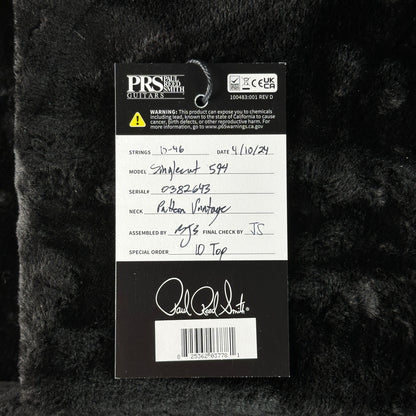 PRS PAUL REED SMITH
GUITARS
CE UK CA
100483:001 REV D
WARNING: This product can expose you to chemicals
including lead, known to the state of California to cause
cancer, birth defects, or other reproductive harm. For
more information, go to www.p65warnings.ca.gov
STRINGS 10-46 DATE 4/10/24
MODEL Singlecut 594
SERIAL# 0382643
NECK Pattern Vintage
ASSEMBLED BY FINAL CHECK BY JS
SPECIAL ORDER 10 Top
Paul Reed Smith®